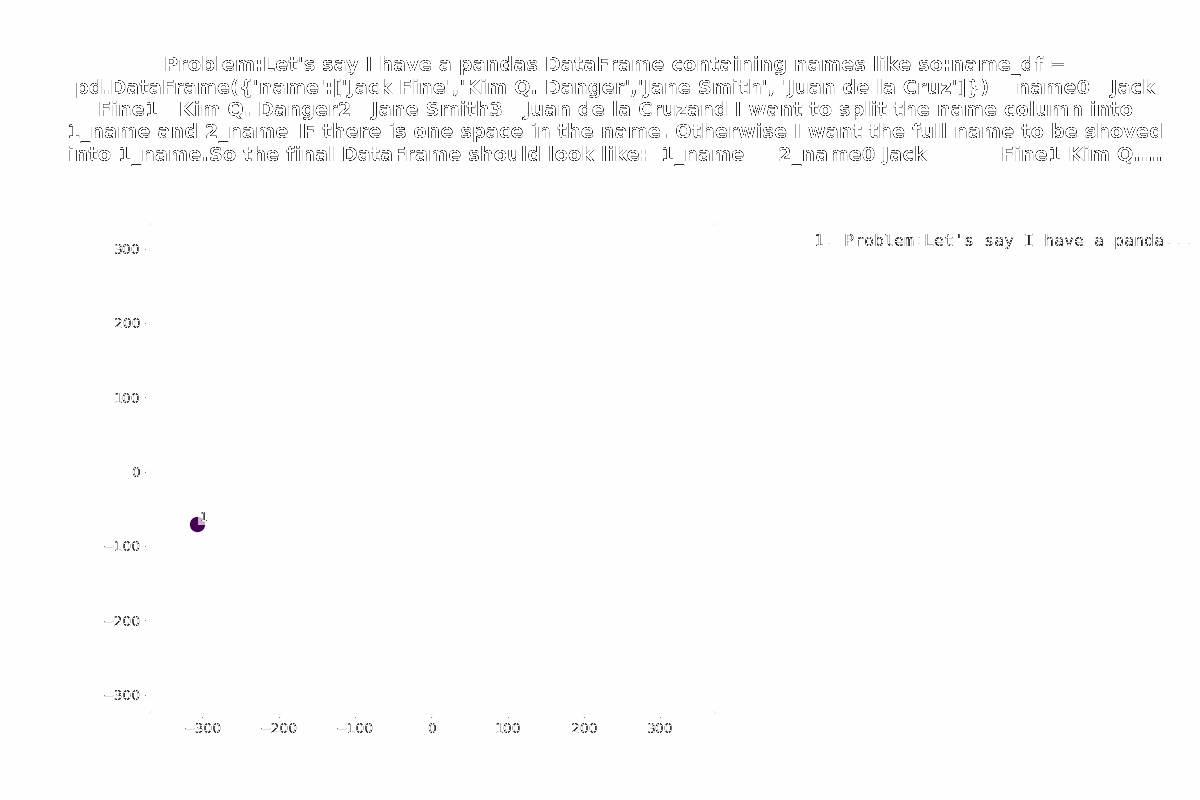 Problem:Let's say I have a pandas DataFrame containing names like so:name_df =
pd.DataFrame({'name':['Jack Fine','Kim Q. Danger','Jane Smith', 'Juan de la Cruz']}) name0 Jack
Fine1 Kim Q. Danger2 Jane Smith3 Juan de la Cruzand I want to split the name column into
1_name and 2_name IF there is one space in the name. Otherwise I want the full name to be shoved
into 1_name.So the final DataFrame should look like: 1_name 2_name0 Jack Fine1 Kim Q......
1. Problem:Let's say I have a panda...
300
200
100
0
1
−100
−200
−300
−300 −200 −100 0 100 200 300